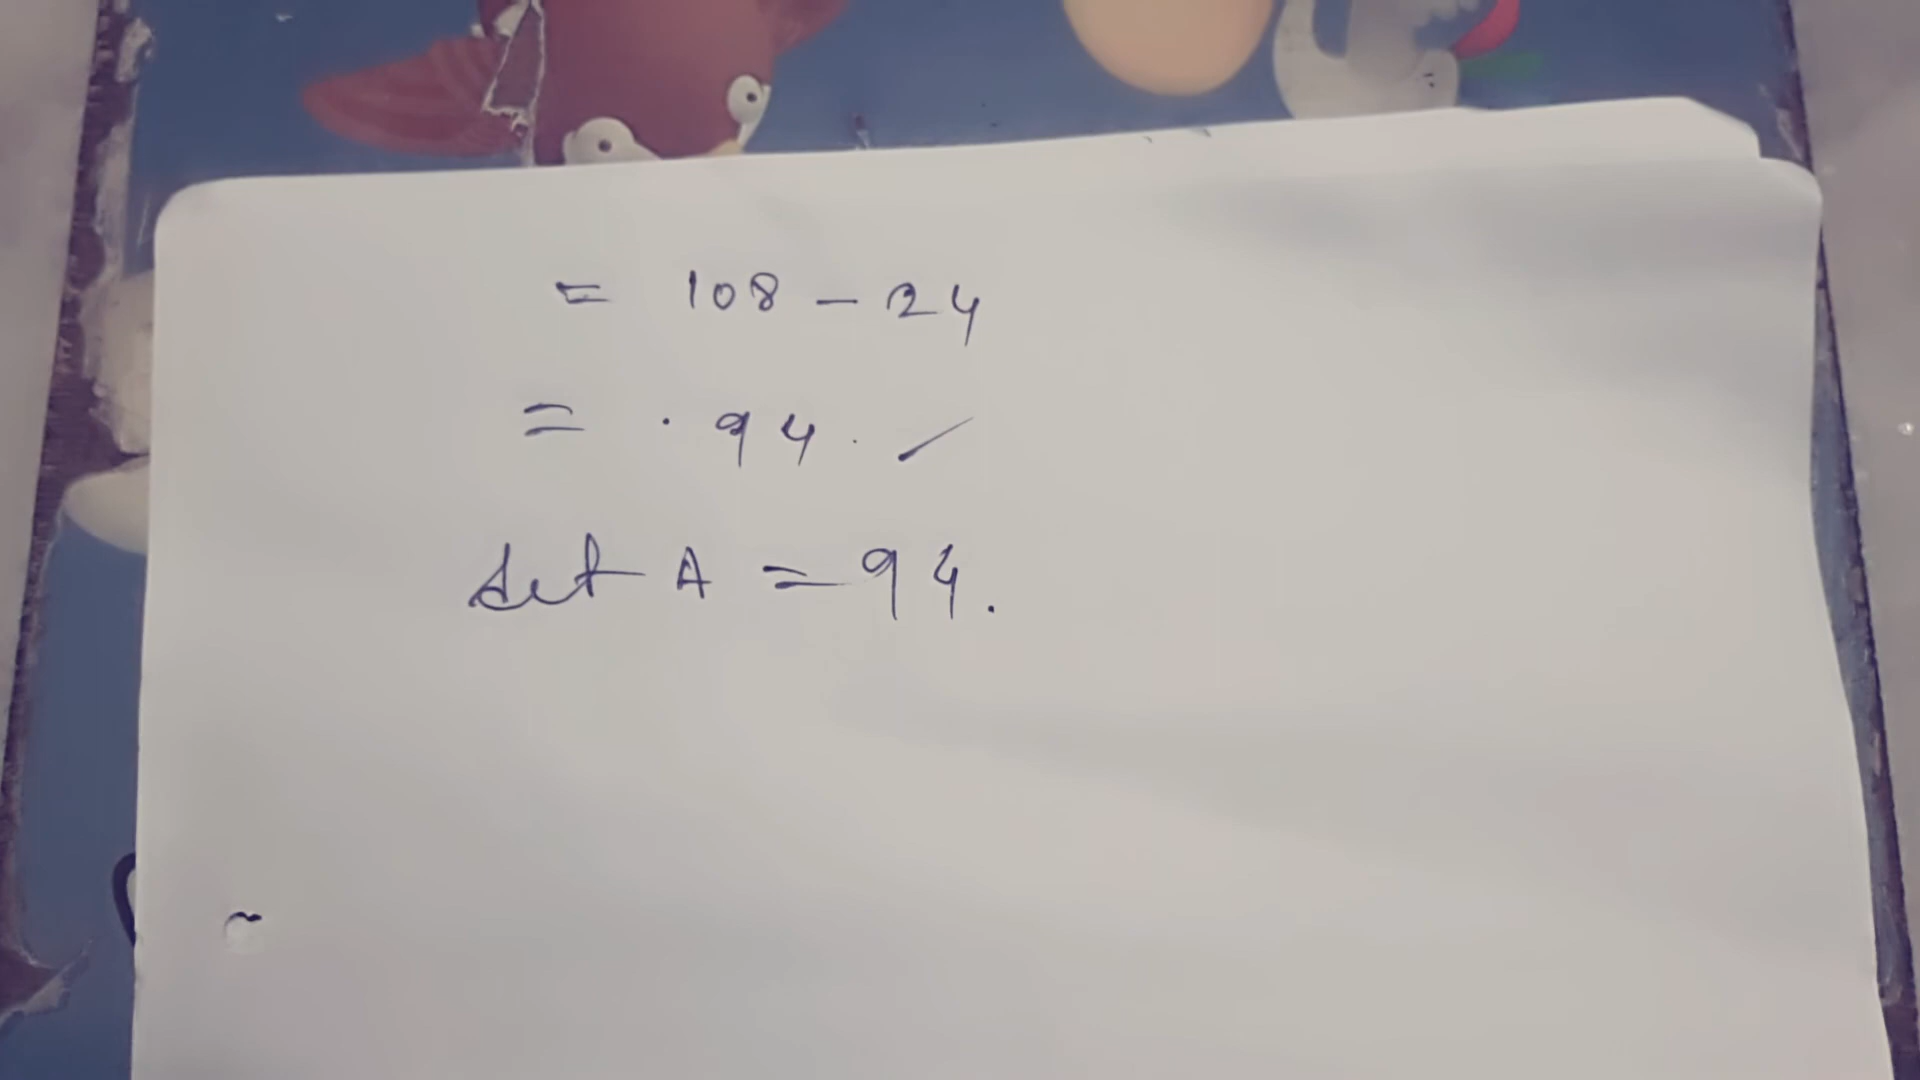 = 108 - 24
= . 94.
det A = 94.